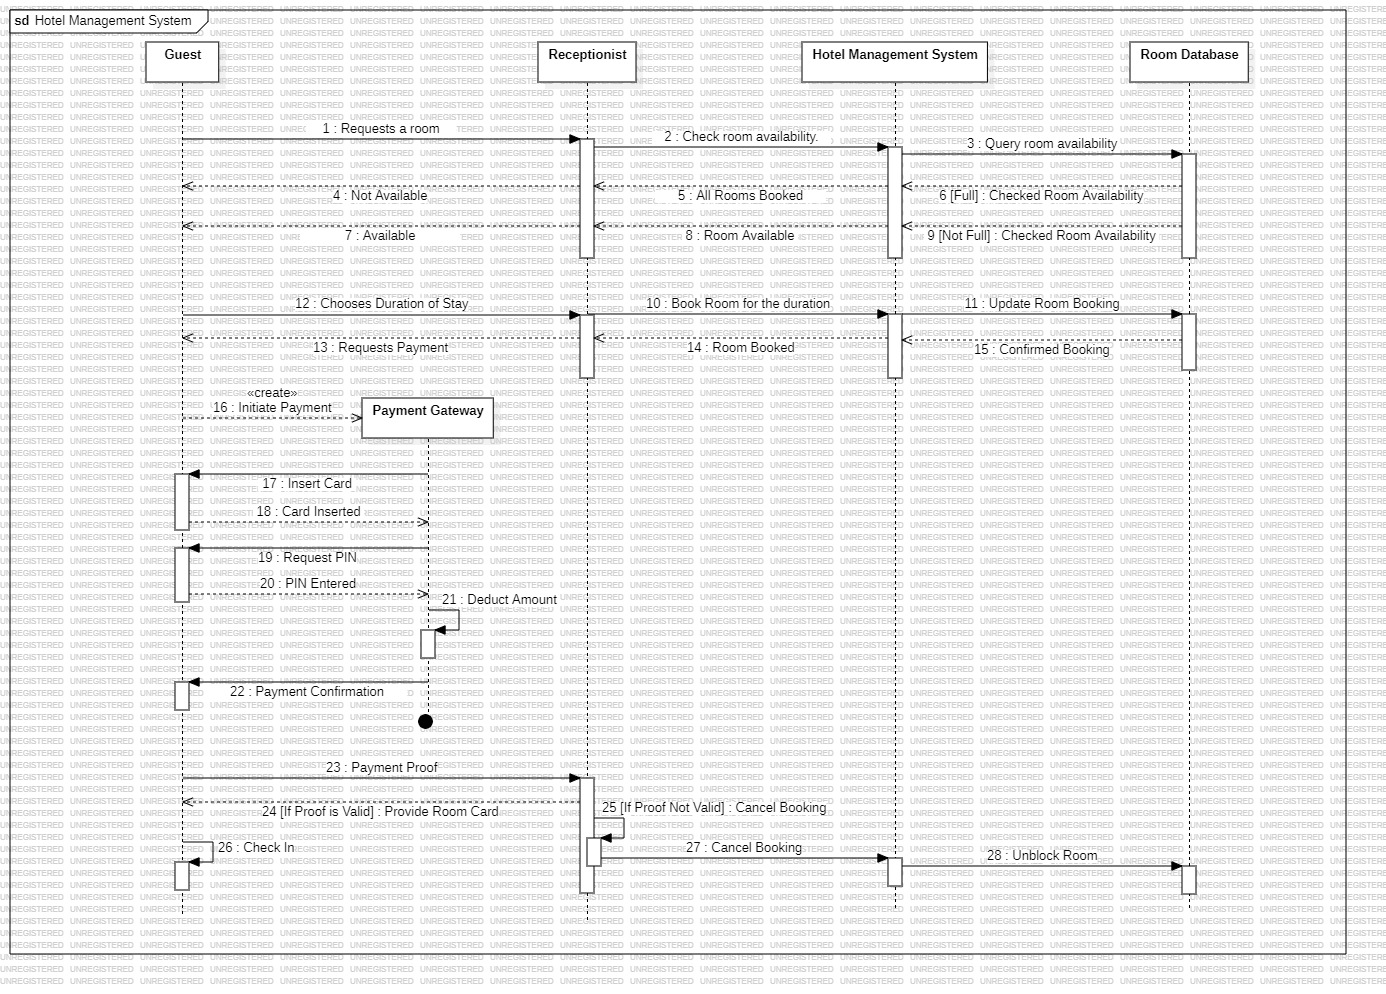 sd Hotel Management System
Guest
Receptionist
Hotel Management System
Room Database
1 : Requests a room
2 : Check room availability.
3 : Query room availability
4 : Not Available
5 : All Rooms Booked
6 [Full] : Checked Room Availability
7 : Available
8 : Room Available
9 [Not Full] : Checked Room Availability
12 : Chooses Duration of Stay
10 : Book Room for the duration
11 : Update Room Booking
13 : Requests Payment
14 : Room Booked
15 : Confirmed Booking
«create»
16 : Initiate Payment
Payment Gateway
17 : Insert Card
18 : Card Inserted
19 : Request PIN
20 : PIN Entered
21 : Deduct Amount
22 : Payment Confirmation
23 : Payment Proof
24 [If Proof is Valid] : Provide Room Card
25 [If Proof Not Valid] : Cancel Booking
26 : Check In
27 : Cancel Booking
28 : Unblock Room
UNREGISTERED